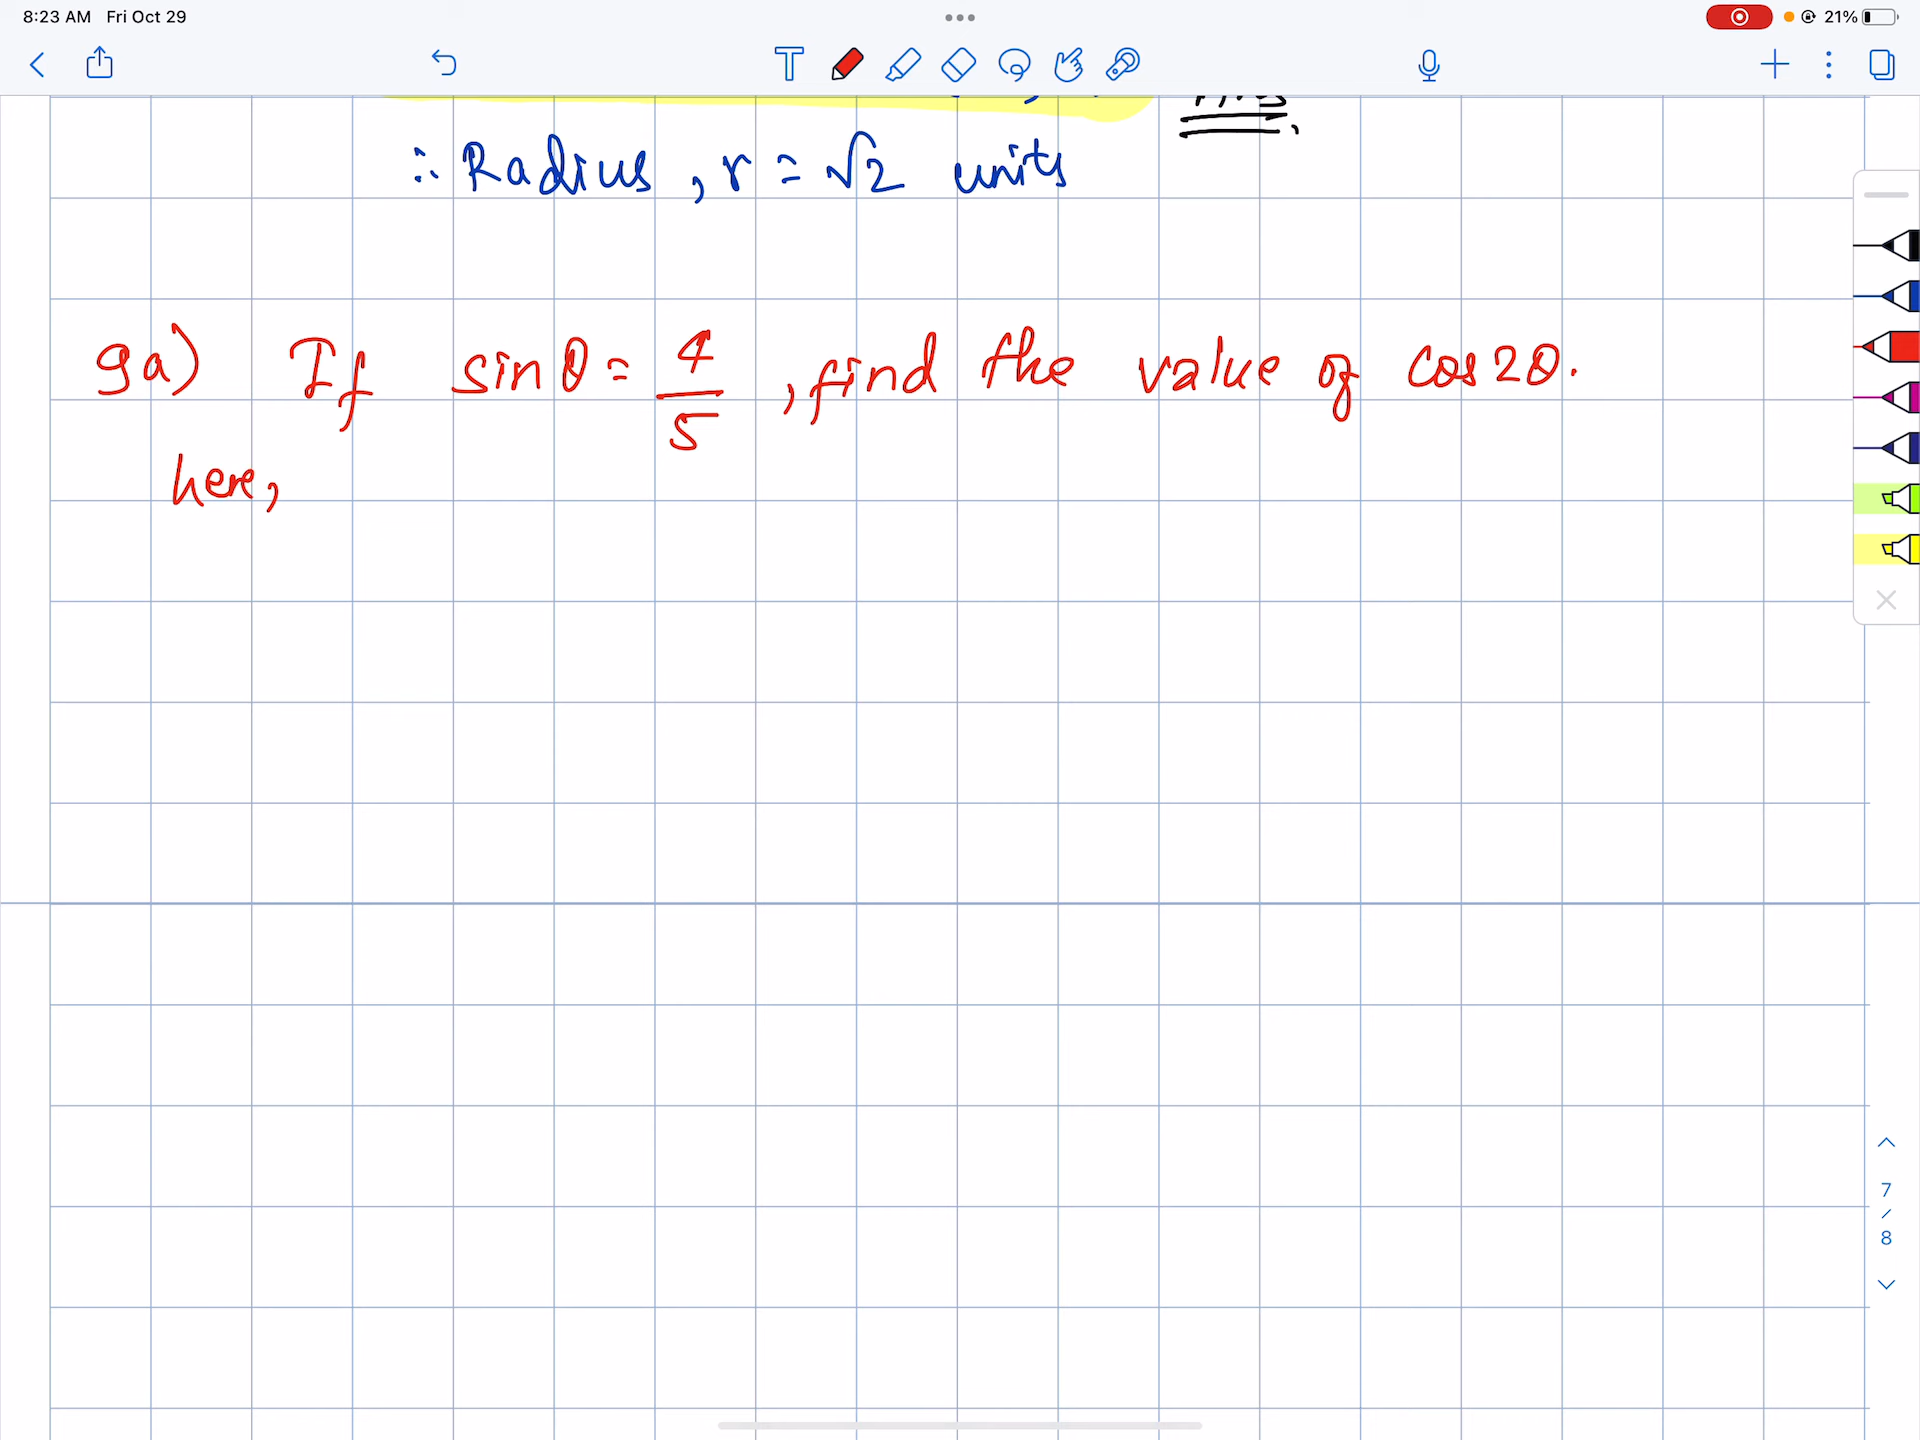 8:23 AM Fri Oct 29
21%
∴ Radius, r = √2 units
9a) If sinθ = 4/5, find the value of cos2θ.
here,
7
/
8